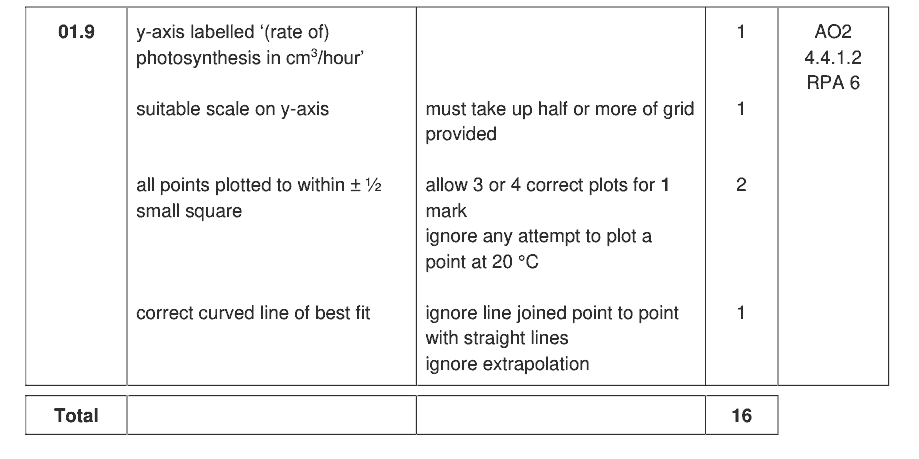 01.9
y-axis labelled ‘(rate of)
photosynthesis in cm³/hour’
1
AO2
4.4.1.2
RPA 6
suitable scale on y-axis
must take up half or more of grid
provided
1
all points plotted to within ± ½
small square
allow 3 or 4 correct plots for 1
mark
ignore any attempt to plot a
point at 20 °C
2
correct curved line of best fit
ignore line joined point to point
with straight lines
ignore extrapolation
1
Total
16